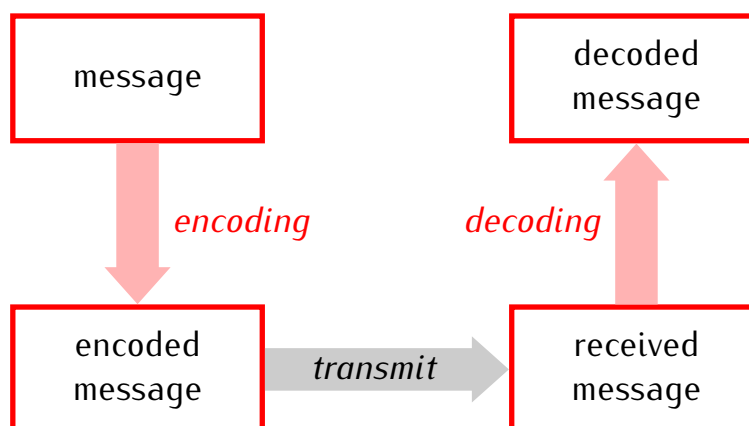 message
decoded
message
encoding
decoding
encoded
message
transmit
received
message